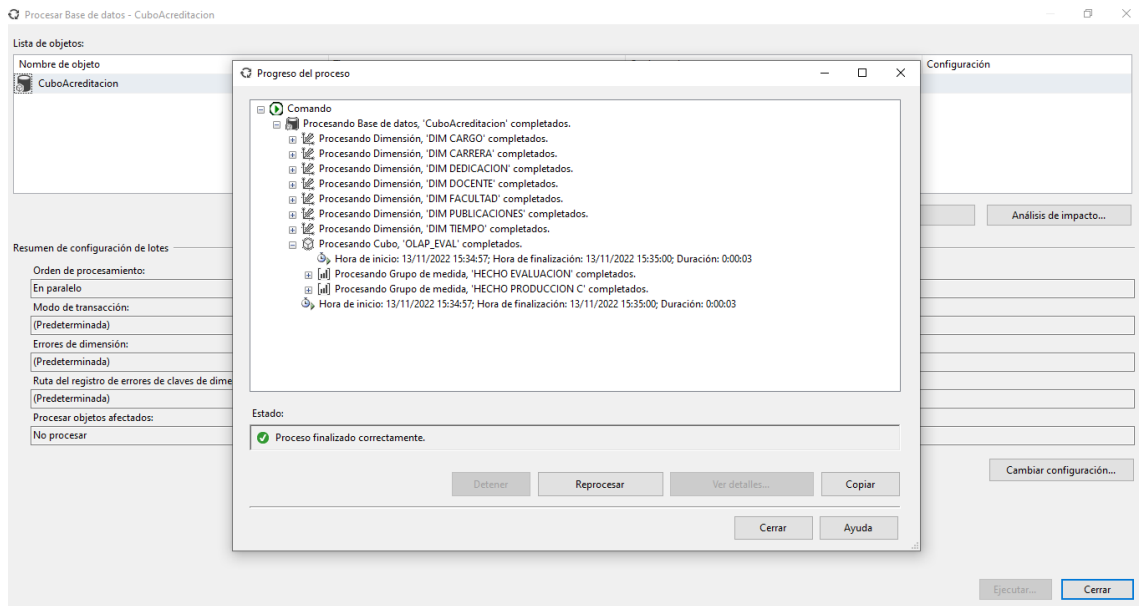 Procesar Base de datos - CuboAcreditacion
Lista de objetos:
Nombre de objeto
Configuración
CuboAcreditacion
Progreso del proceso
Comando
Procesando Base de datos, 'CuboAcreditacion' completados.
Procesando Dimensión, 'DIM CARGO' completados.
Procesando Dimensión, 'DIM CARRERA' completados.
Procesando Dimensión, 'DIM DEDICACION' completados.
Procesando Dimensión, 'DIM DOCENTE' completados.
Procesando Dimensión, 'DIM FACULTAD' completados.
Procesando Dimensión, 'DIM PUBLICACIONES' completados.
Procesando Dimensión, 'DIM TIEMPO' completados.
Procesando Cubo, 'OLAP_EVAL' completados.
Hora de inicio: 13/11/2022 15:34:57; Hora de finalización: 13/11/2022 15:35:00; Duración: 0:00:03
Procesando Grupo de medida, 'HECHO EVALUACION' completados.
Procesando Grupo de medida, 'HECHO PRODUCCION C' completados.
Hora de inicio: 13/11/2022 15:34:57; Hora de finalización: 13/11/2022 15:35:00; Duración: 0:00:03
Estado:
Proceso finalizado correctamente.
Detener
Reprocesar
Ver detalles...
Copiar
Cerrar
Ayuda
Análisis de impacto...
Resumen de configuración de lotes
Orden de procesamiento:
En paralelo
Modo de transacción:
(Predeterminada)
Errores de dimensión:
(Predeterminada)
Ruta del registro de errores de claves de dime
(Predeterminada)
Procesar objetos afectados:
No procesar
Cambiar configuración...
Ejecutar...
Cerrar